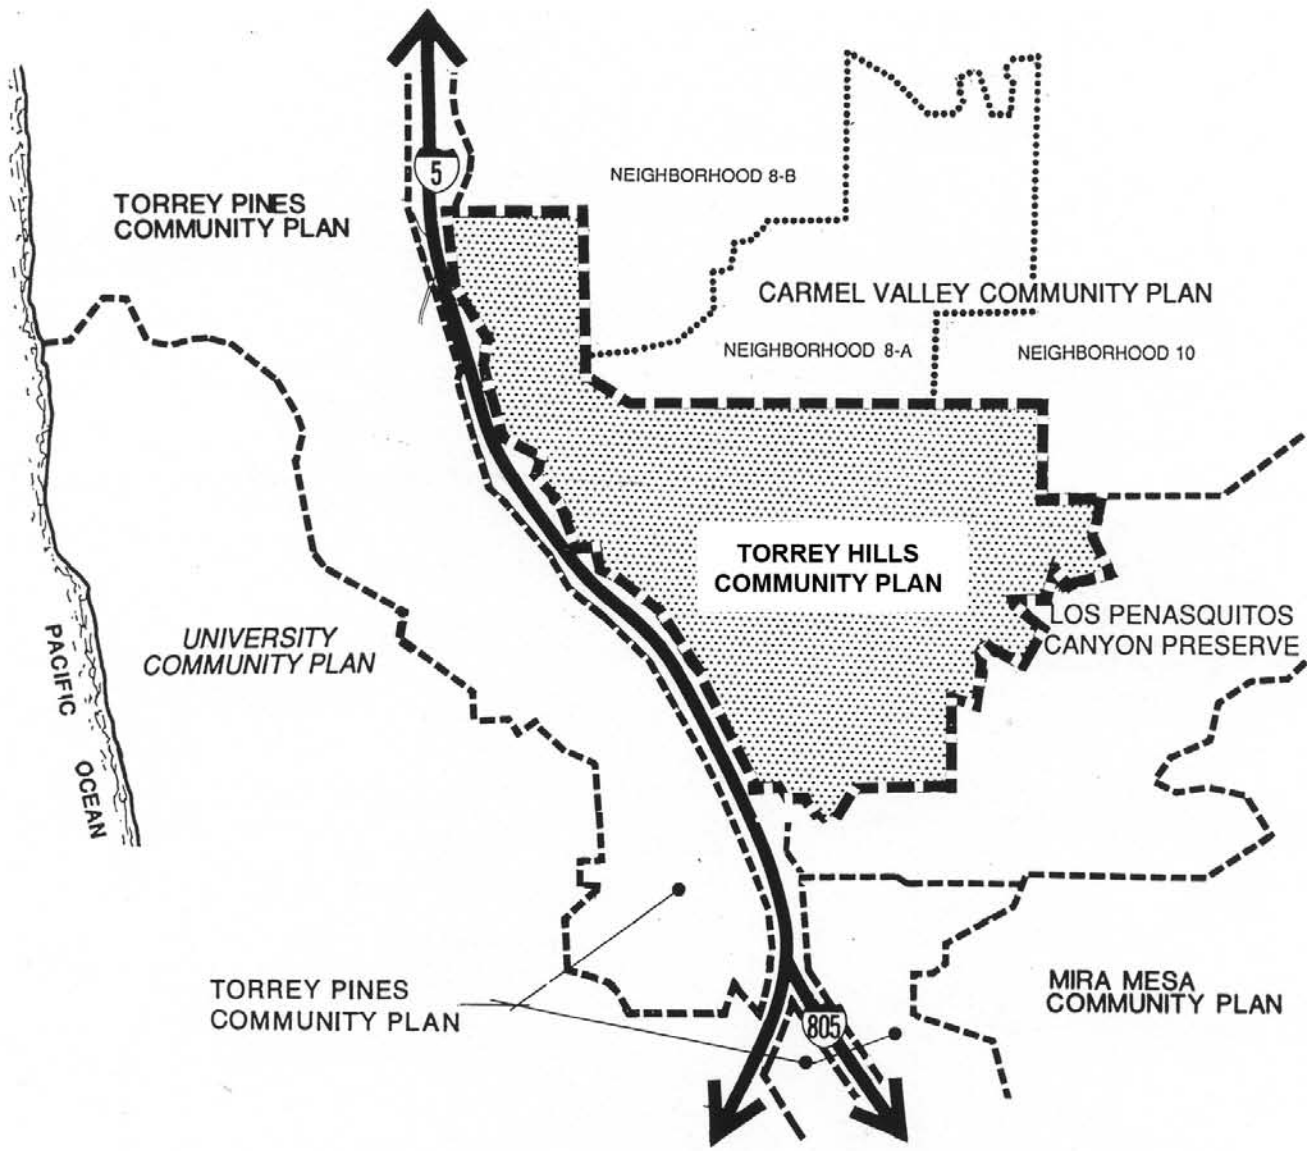 5
NEIGHBORHOOD 8-B
TORREY PINES
COMMUNITY PLAN
CARMEL VALLEY COMMUNITY PLAN
NEIGHBORHOOD 8-A
NEIGHBORHOOD 10
TORREY HILLS
COMMUNITY PLAN
LOS PENASQUITOS
CANYON PRESERVE
UNIVERSITY
COMMUNITY PLAN
PACIFIC
OCEAN
TORREY PINES
COMMUNITY PLAN
MIRA MESA
COMMUNITY PLAN
805